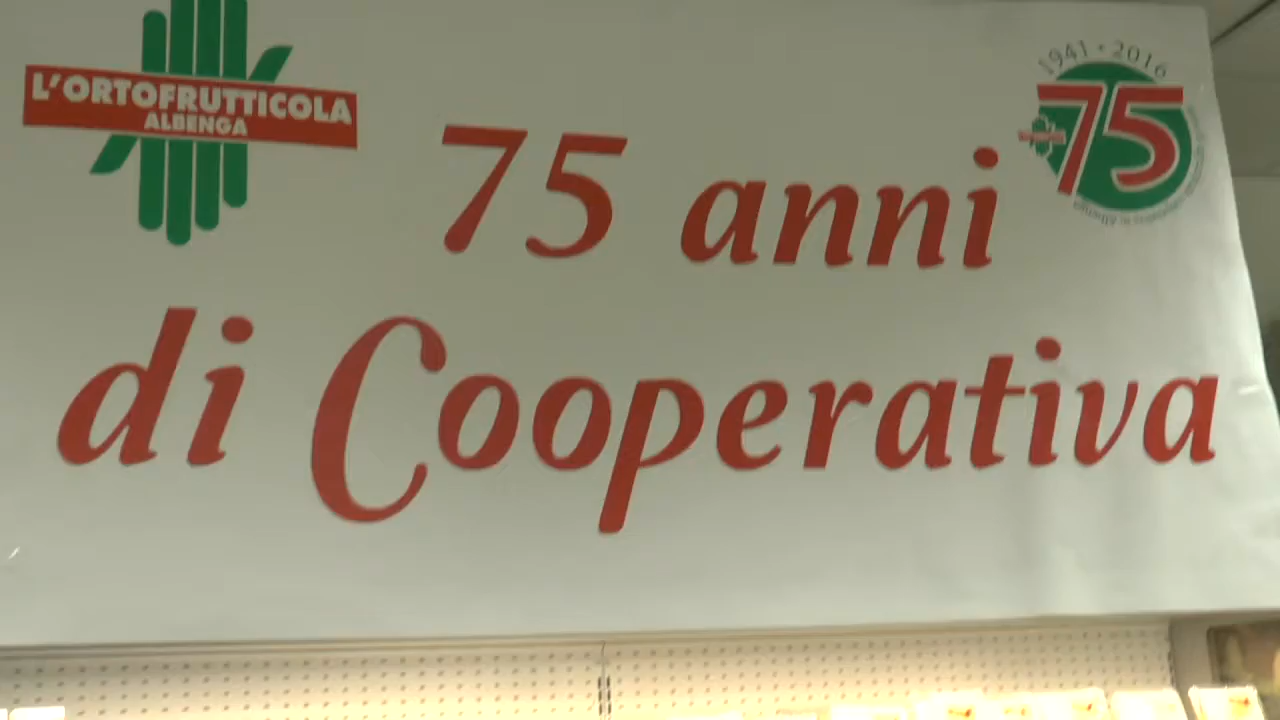 L'ORTOFRUTTICOLA
ALBENGA
1941 • 2016
75
75 anni
di Cooperativa